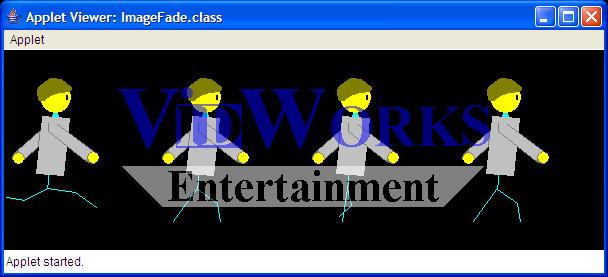 Applet Viewer: ImageFade.class
Applet
VIDWORKS
Entertainment
Applet started.